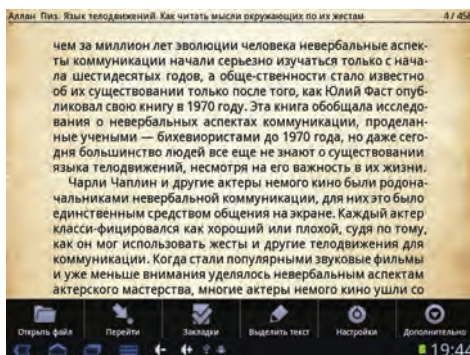 Аллан Пиз. Язык телодвижений. Как читать мысли окружающих по их жестам 4 / 458
чем за миллион лет эволюции человека невербальные аспек-
ты коммуникации начали серьезно изучаться только с нача-
ла шестидесятых годов, а обще-ственности стало известно
об их существовании только после того, как Юлий Фаст опуб-
ликовал свою книгу в 1970 году. Эта книга обобщала исследо-
вания о невербальных аспектах коммуникации, проделан-
ные учеными — бихевиористами до 1970 года, но даже сего-
дня большинство людей все еще не знают о существовании
языка телодвижений, несмотря на его важность в их жизни.
Чарли Чаплин и другие актеры немого кино были родона-
чальниками невербальной коммуникации, для них это было
единственным средством общения на экране. Каждый актер
класси-фицировался как хороший или плохой, судя по тому,
как он мог использовать жесты и другие телодвижения для
коммуникации. Когда стали популярными звуковые фильмы
и уже меньше внимания уделялось невербальным аспектам
актерского мастерства, многие актеры немого кино ушли со
Открыть файл Перейти Закладки Выделить текст Настройки Дополнительно
19:44